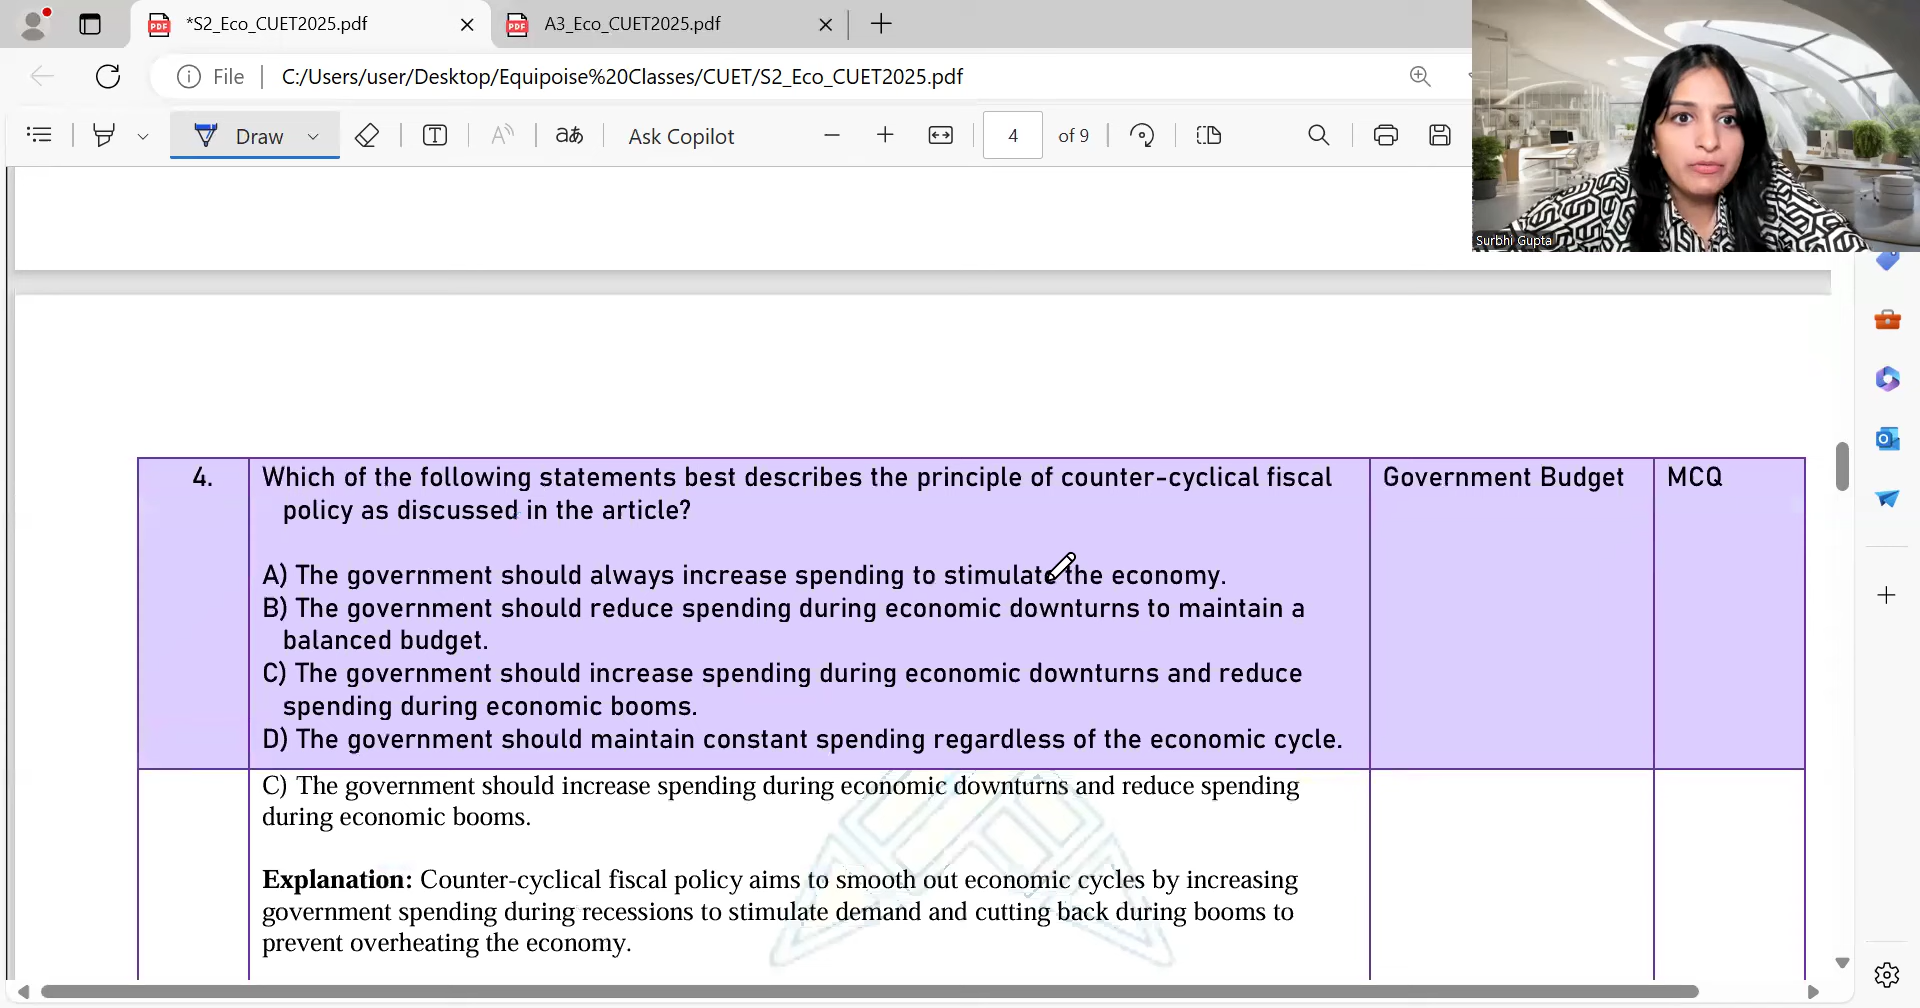 *S2_Eco_CUET2025.pdf
A3_Eco_CUET2025.pdf
File
C:/Users/user/Desktop/Equipoise%20Classes/CUET/S2_Eco_CUET2025.pdf
Draw
T
A
aあ
Ask Copilot
4
of 9
Surbhi Gupta
4.
Which of the following statements best describes the principle of counter-cyclical fiscal
policy as discussed in the article?
Government Budget
MCQ
A) The government should always increase spending to stimulate the economy.
B) The government should reduce spending during economic downturns to maintain a
balanced budget.
C) The government should increase spending during economic downturns and reduce
spending during economic booms.
D) The government should maintain constant spending regardless of the economic cycle.
C) The government should increase spending during economic downturns and reduce spending
during economic booms.
Explanation: Counter-cyclical fiscal policy aims to smooth out economic cycles by increasing
government spending during recessions to stimulate demand and cutting back during booms to
prevent overheating the economy.